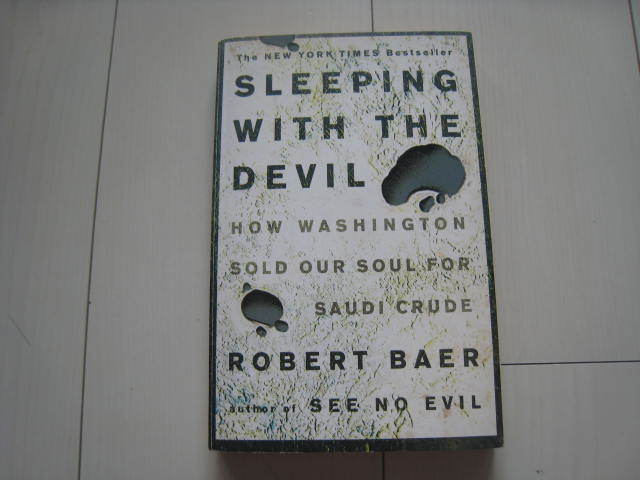 The NEW YORK TIMES Bestseller
SLEEPING
WITH THE
DEVIL
HOW WASHINGTON
SOLD OUR SOUL FOR
SAUDI CRUDE
ROBERT BAER
author of SEE NO EVIL